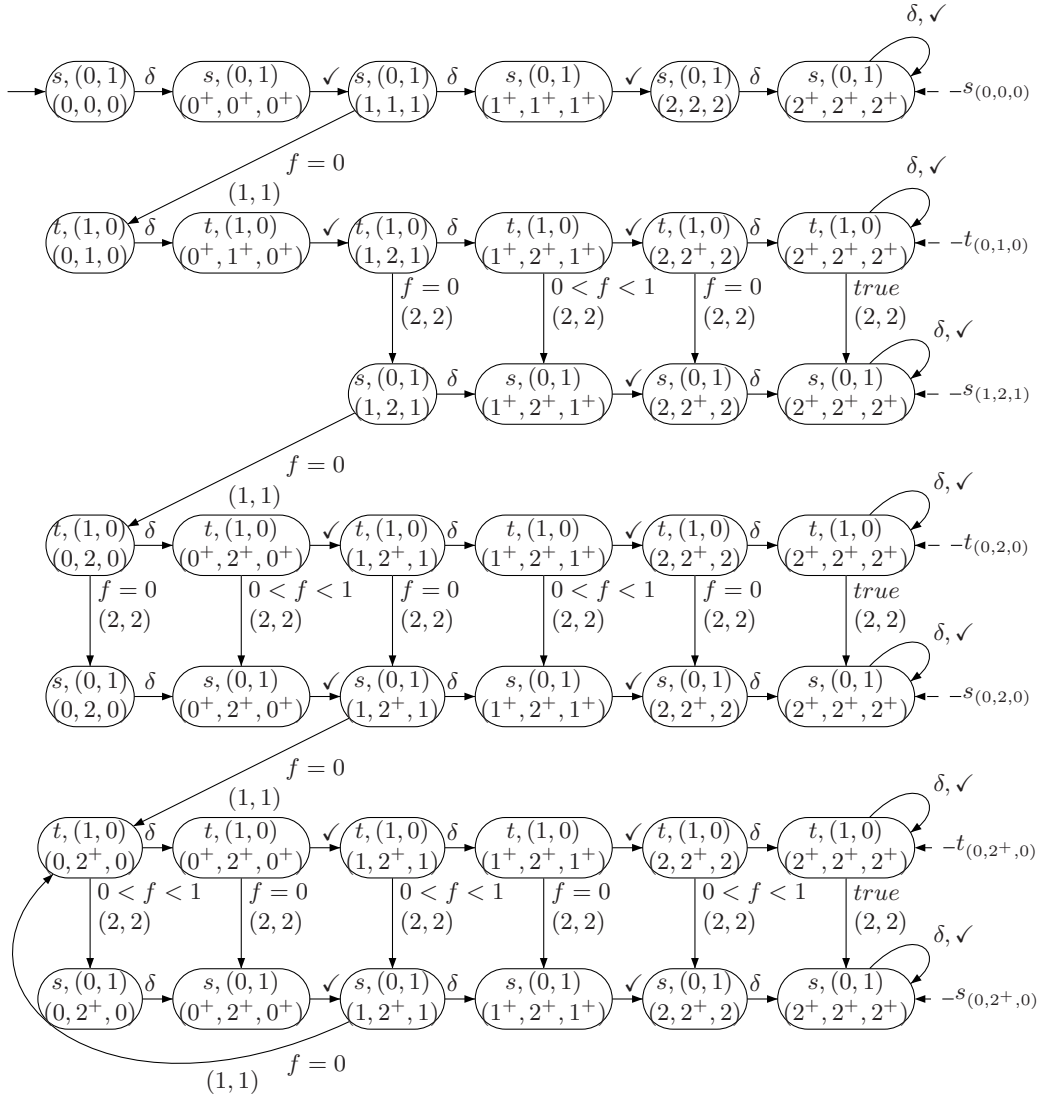 δ, ✓
s, (0, 1) δ s, (0, 1) ✓ s, (0, 1) δ s, (0, 1) ✓ s, (0, 1) δ s, (0, 1)
(0, 0, 0) (0⁺, 0⁺, 0⁺) (1, 1, 1) (1⁺, 1⁺, 1⁺) (2, 2, 2) (2⁺, 2⁺, 2⁺) s₍₀,₀,₀₎
f = 0
(1, 1)
δ, ✓
t, (1, 0) δ t, (1, 0) ✓ t, (1, 0) δ t, (1, 0) ✓ t, (1, 0) δ t, (1, 0)
(0, 1, 0) (0⁺, 1⁺, 0⁺) (1, 2, 1) (1⁺, 2⁺, 1⁺) (2, 2⁺, 2) (2⁺, 2⁺, 2⁺) t₍₀,₁,₀₎
f = 0 0 < f < 1 f = 0 true
(2, 2) (2, 2) (2, 2) (2, 2)
δ, ✓
s, (0, 1) δ s, (0, 1) ✓ s, (0, 1) δ s, (0, 1)
(1, 2, 1) (1⁺, 2⁺, 1⁺) (2, 2⁺, 2) (2⁺, 2⁺, 2⁺) s₍₁,₂,₁₎
f = 0
(1, 1)
δ, ✓
t, (1, 0) δ t, (1, 0) ✓ t, (1, 0) δ t, (1, 0) ✓ t, (1, 0) δ t, (1, 0)
(0, 2, 0) (0⁺, 2⁺, 0⁺) (1, 2⁺, 1) (1⁺, 2⁺, 1⁺) (2, 2⁺, 2) (2⁺, 2⁺, 2⁺) t₍₀,₂,₀₎
f = 0 0 < f < 1 f = 0 0 < f < 1 f = 0 true
(2, 2) (2, 2) (2, 2) (2, 2) (2, 2) (2, 2)
δ, ✓
s, (0, 1) δ s, (0, 1) ✓ s, (0, 1) δ s, (0, 1) ✓ s, (0, 1) δ s, (0, 1)
(0, 2, 0) (0⁺, 2⁺, 0⁺) (1, 2⁺, 1) (1⁺, 2⁺, 1⁺) (2, 2⁺, 2) (2⁺, 2⁺, 2⁺) s₍₀,₂,₀₎
f = 0
(1, 1)
δ, ✓
t, (1, 0) δ t, (1, 0) ✓ t, (1, 0) δ t, (1, 0) ✓ t, (1, 0) δ t, (1, 0)
(0, 2⁺, 0) (0⁺, 2⁺, 0⁺) (1, 2⁺, 1) (1⁺, 2⁺, 1⁺) (2, 2⁺, 2) (2⁺, 2⁺, 2⁺) t₍₀,₂⁺,₀₎
0 < f < 1 f = 0 0 < f < 1 f = 0 0 < f < 1 true
(2, 2) (2, 2) (2, 2) (2, 2) (2, 2) (2, 2)
δ, ✓
s, (0, 1) δ s, (0, 1) ✓ s, (0, 1) δ s, (0, 1) ✓ s, (0, 1) δ s, (0, 1)
(0, 2⁺, 0) (0⁺, 2⁺, 0⁺) (1, 2⁺, 1) (1⁺, 2⁺, 1⁺) (2, 2⁺, 2) (2⁺, 2⁺, 2⁺) s₍₀,₂⁺,₀₎
f = 0
(1, 1)